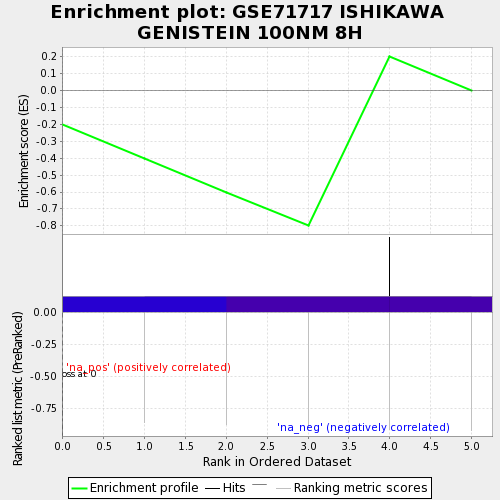 Enrichment plot: GSE71717 ISHIKAWA
GENISTEIN 100NM 8H
Enrichment score (ES)
0.2
0.1
0.0
-0.1
-0.2
-0.3
-0.4
-0.5
-0.6
-0.7
-0.8
Ranked list metric (PreRanked)
0.00
-0.25
-0.50
-0.75
'na_pos' (positively correlated)
oss at 0
'na_neg' (negatively correlated)
0.0 0.5 1.0 1.5 2.0 2.5 3.0 3.5 4.0 4.5 5.0
Rank in Ordered Dataset
Enrichment profile Hits Ranking metric scores